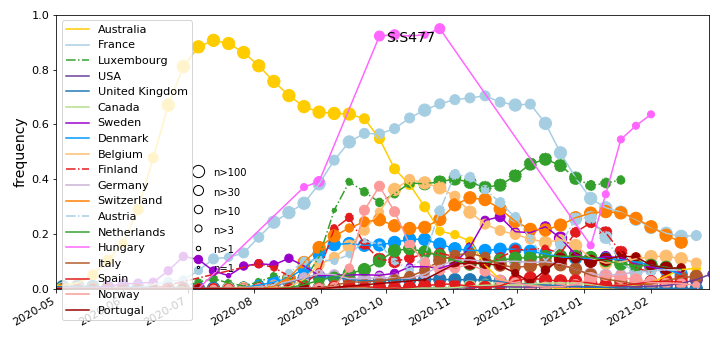 1.0
0.8
0.6
0.4
0.2
0.0
frequency
S.S477
Australia
France
Luxembourg
USA
United Kingdom
Canada
Sweden
Denmark
Belgium
Finland
Germany
Switzerland
Austria
Netherlands
Hungary
Italy
Spain
Norway
Portugal
n>100
n>30
n>10
n>3
n>1
n=1
2020-05
2020-06
2020-07
2020-08
2020-09
2020-10
2020-11
2020-12
2021-01
2021-02